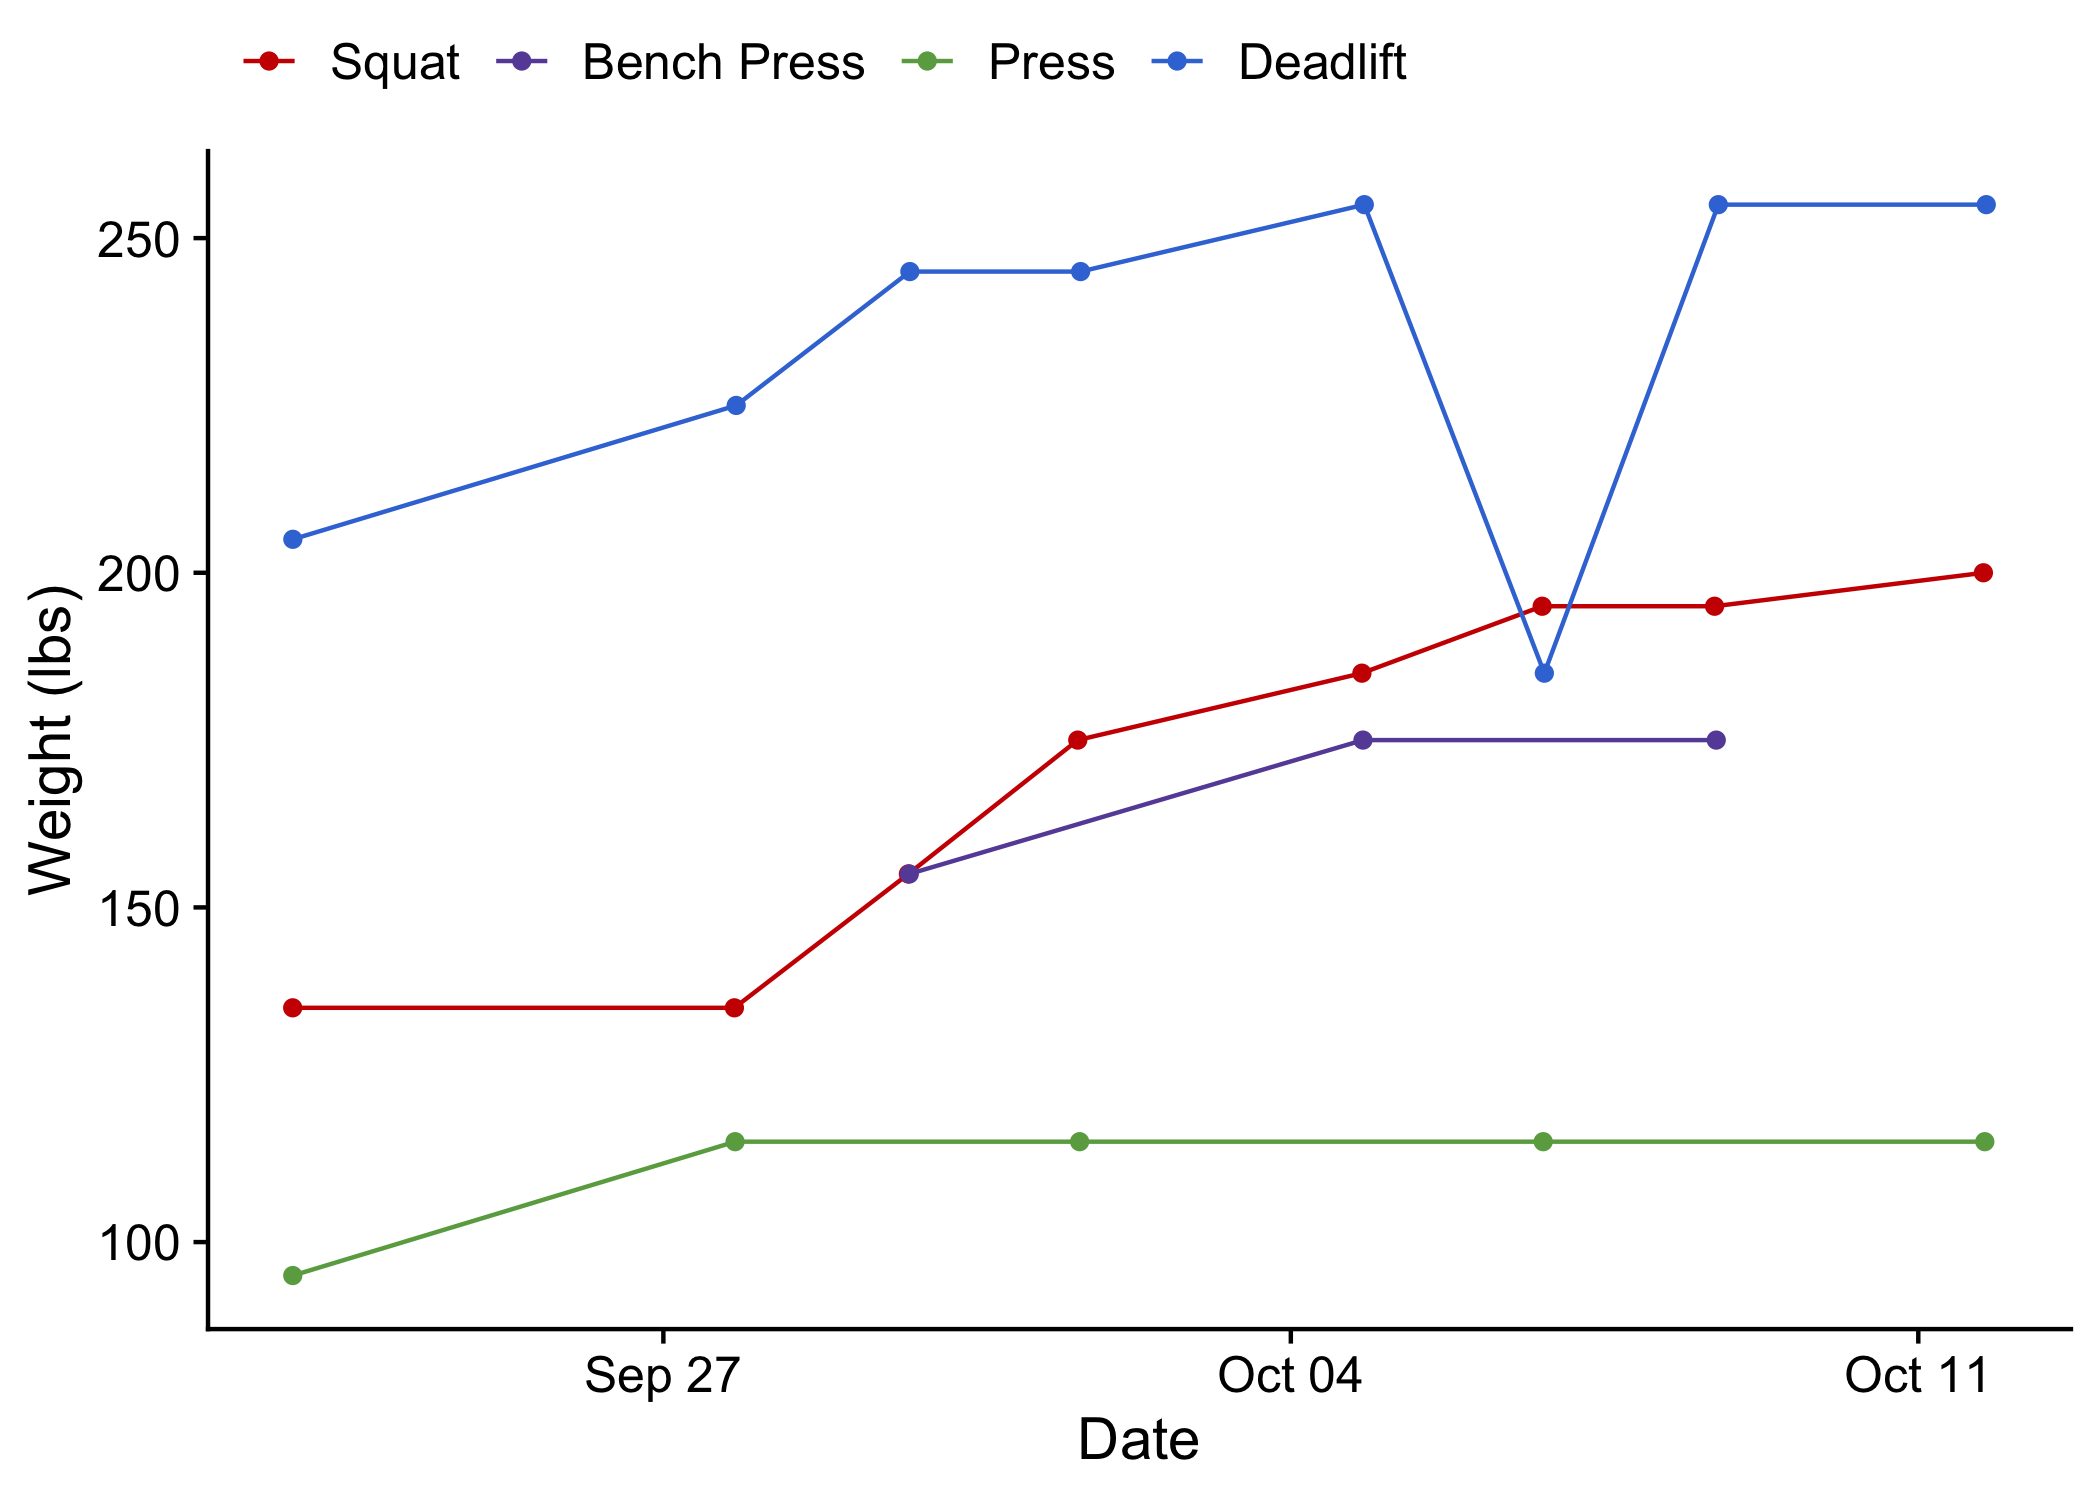 Squat Bench Press Press Deadlift
250
200
150
100
Weight (lbs)
Sep 27 Oct 04 Oct 11
Date